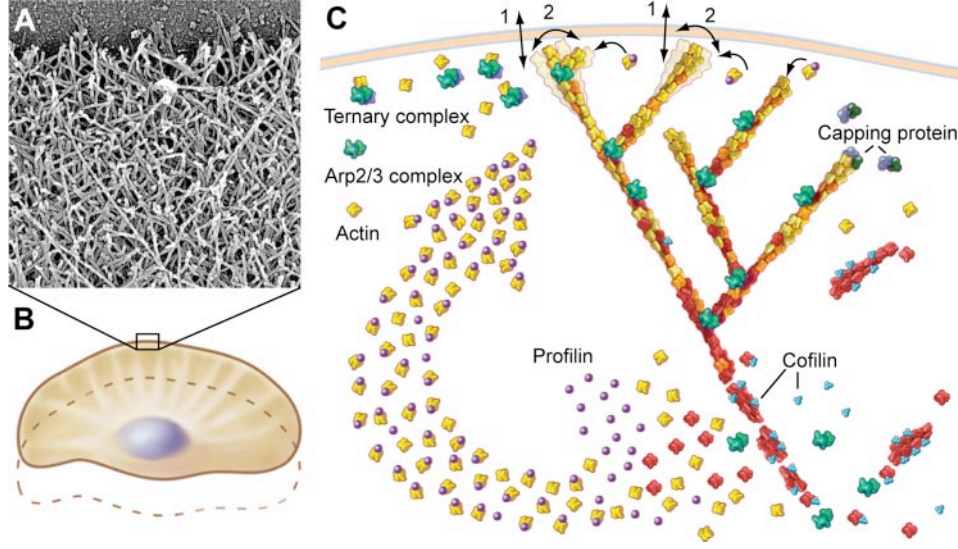 A
B
C
1
2
1
2
Ternary complex
Arp2/3 complex
Actin
Capping protein
Profilin
Cofilin